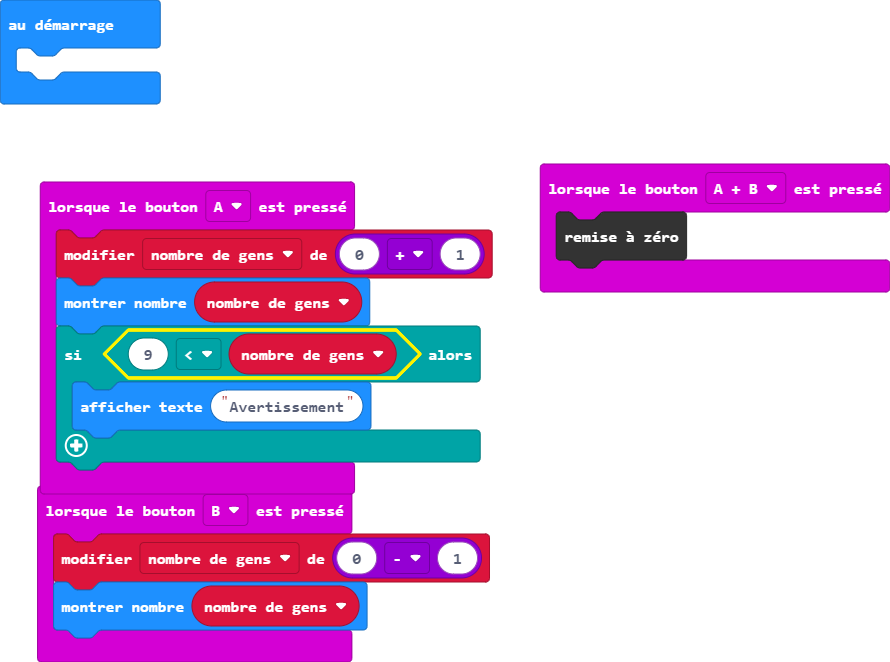 au démarrage
lorsque le bouton A + B est pressé
remise à zéro
lorsque le bouton A est pressé
modifier nombre de gens de 0 + 1
montrer nombre nombre de gens
si 9 < nombre de gens alors
afficher texte "Avertissement"
lorsque le bouton B est pressé
modifier nombre de gens de 0 - 1
montrer nombre nombre de gens